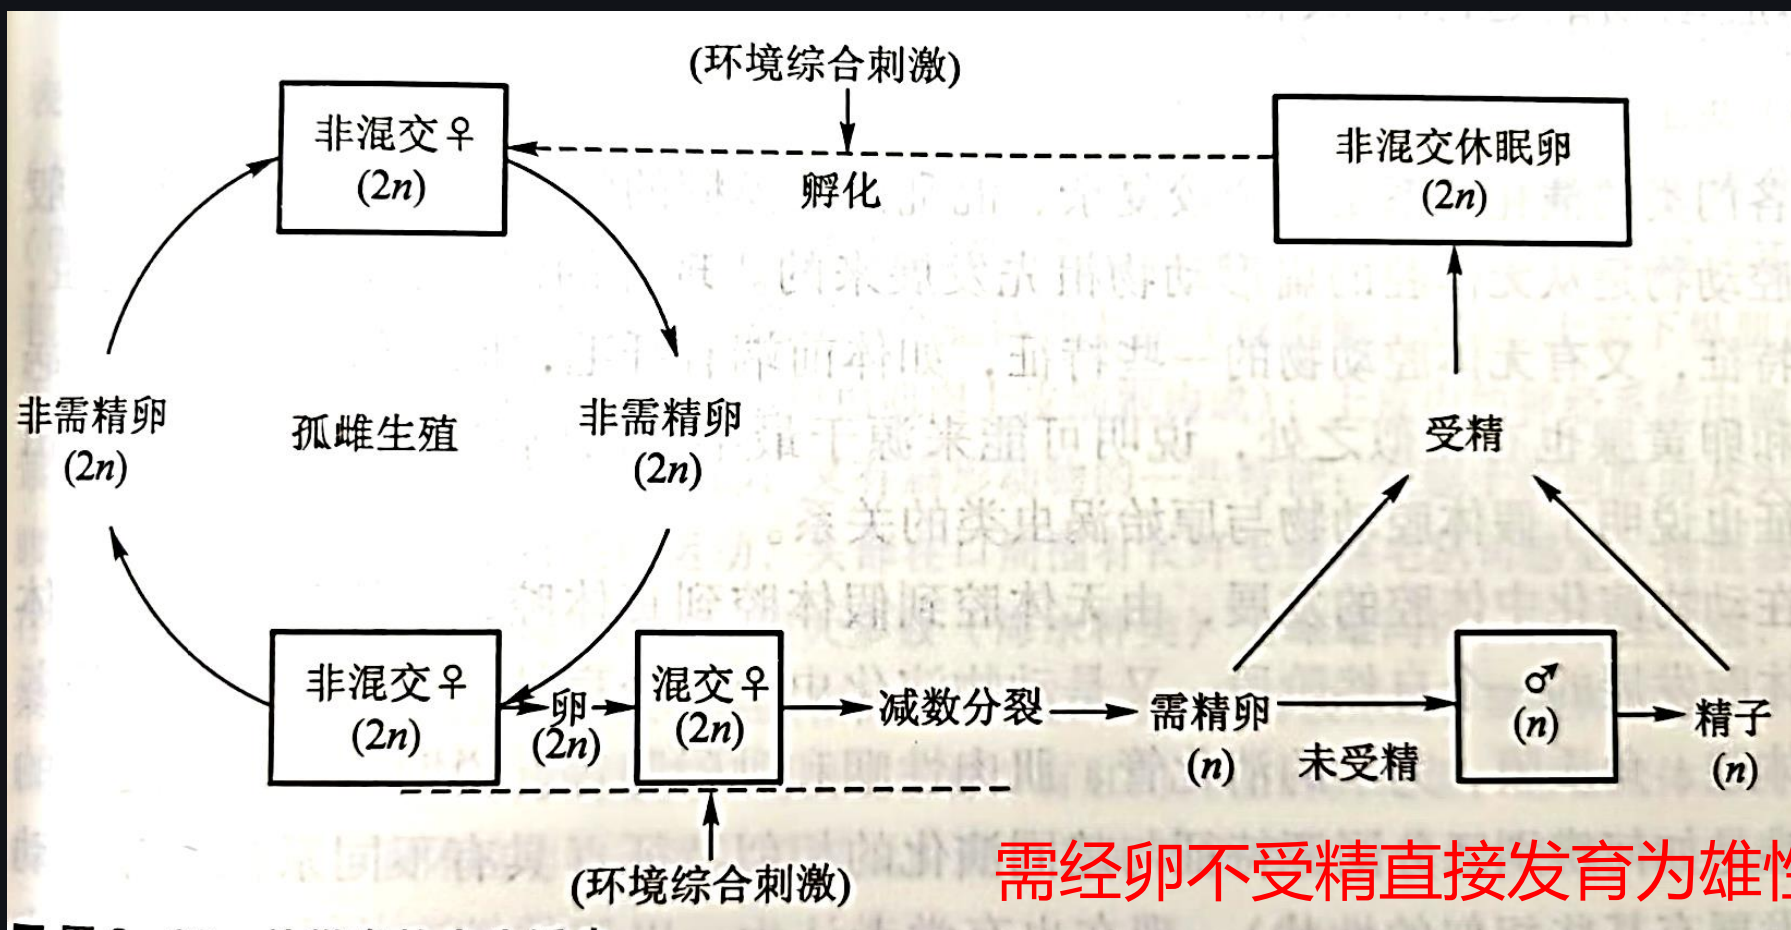 (环境综合刺激)
非混交♀
(2n)
孵化
非混交休眠卵
(2n)
非需精卵
(2n)
孤雌生殖
非需精卵
(2n)
受精
非混交♀
(2n)
卵
(2n)
混交♀
(2n)
减数分裂
需精卵
(n)
未受精
♂
(n)
精子
(n)
(环境综合刺激)
需经卵不受精直接发育为雄性